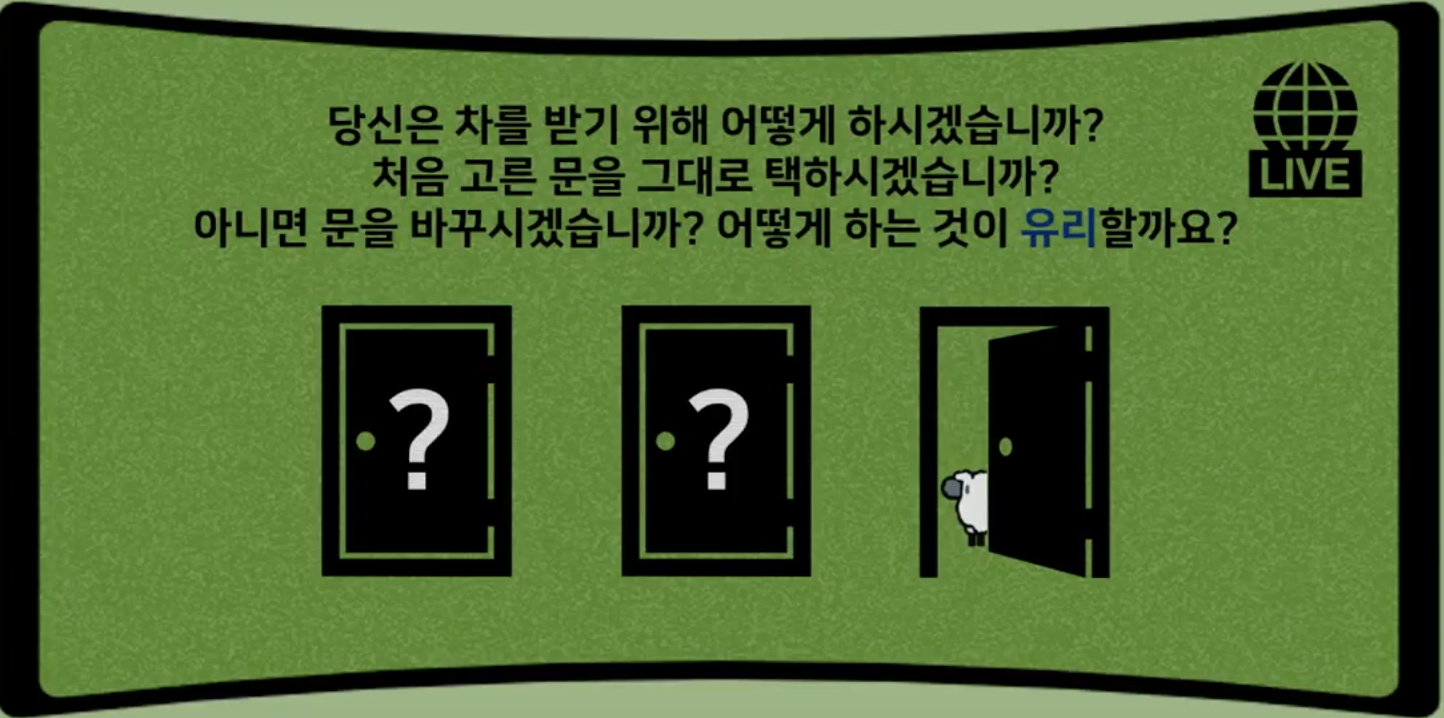 당신은 차를 받기 위해 어떻게 하시겠습니까?
처음 고른 문을 그대로 택하시겠습니까?
아니면 문을 바꾸시겠습니까? 어떻게 하는 것이 유리할까요?
LIVE
? ?